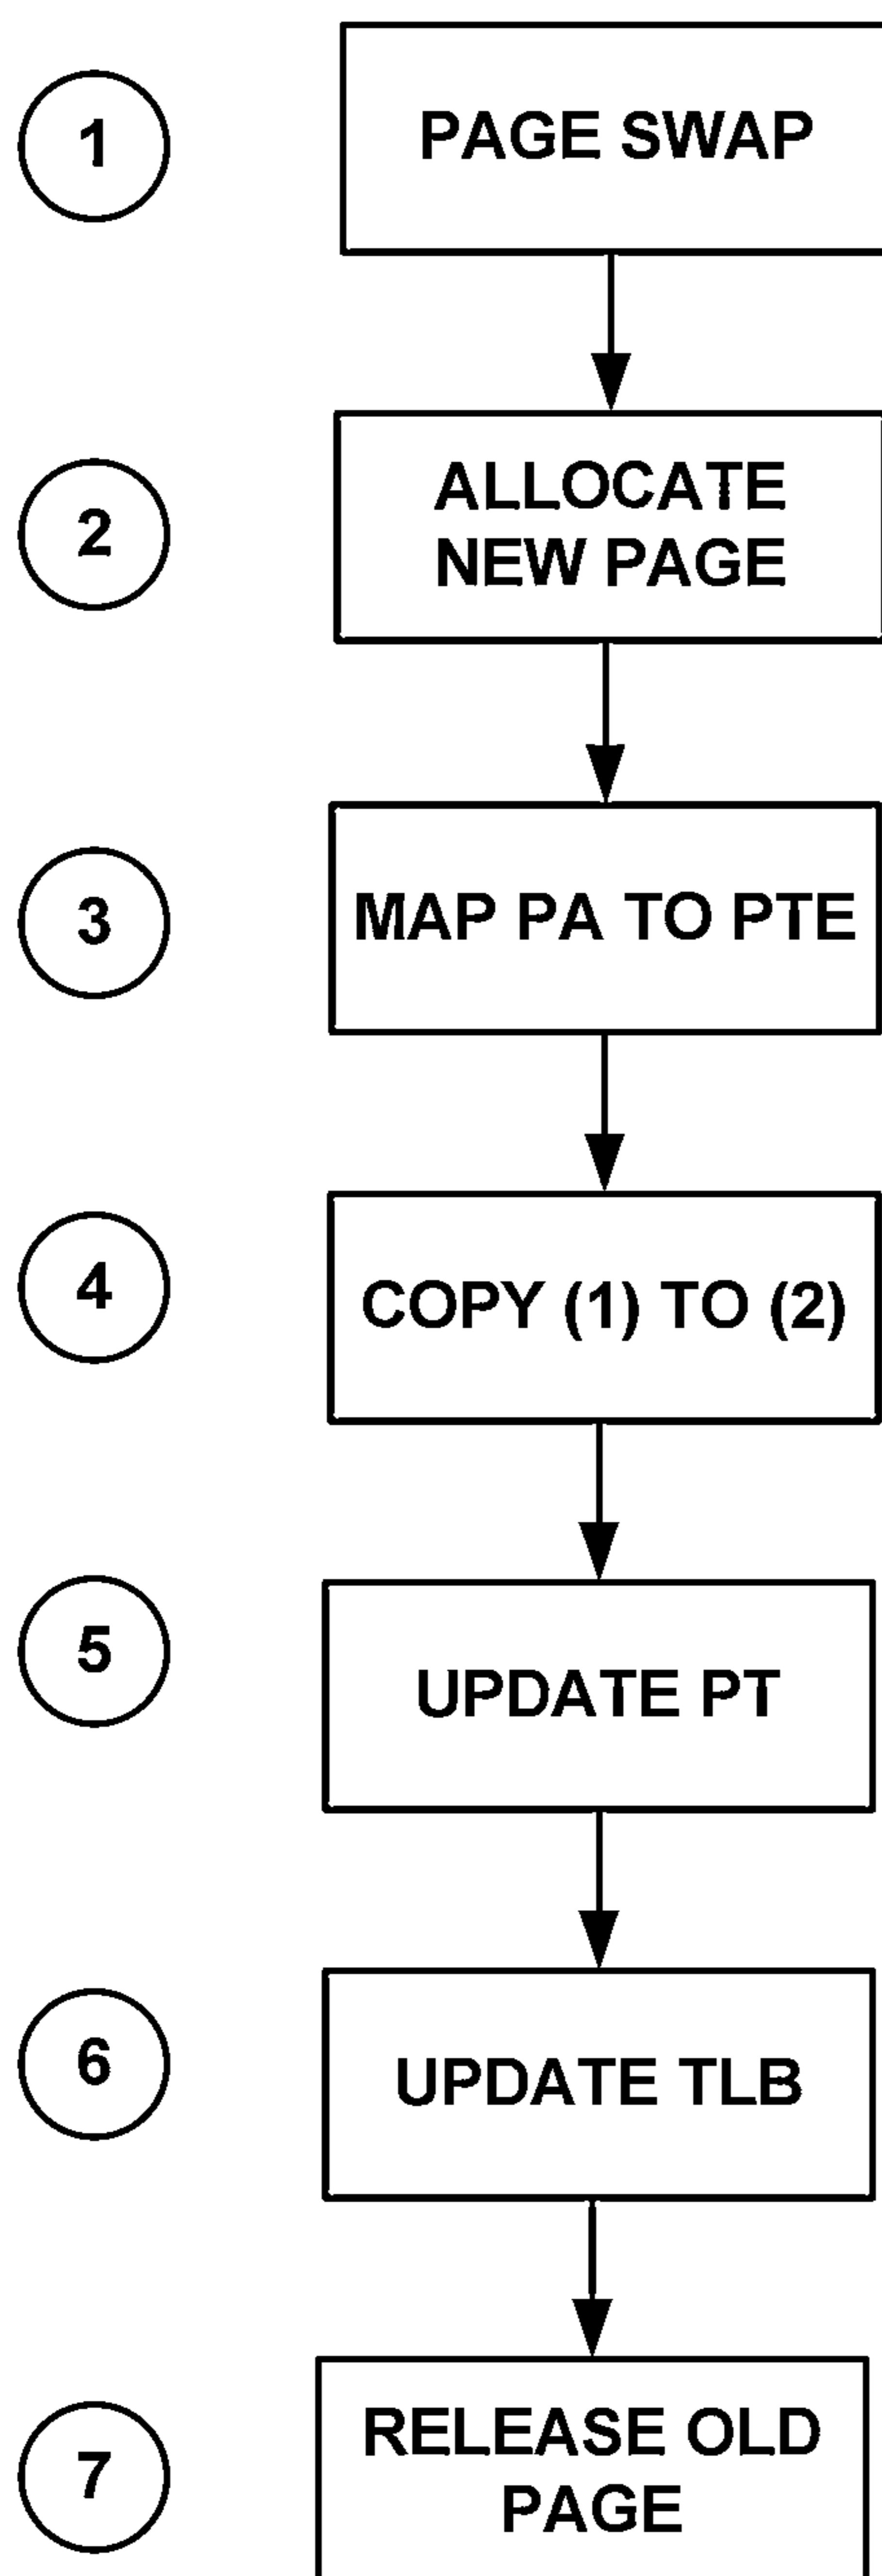 1
PAGE SWAP
2
ALLOCATE
NEW PAGE
3
MAP PA TO PTE
4
COPY (1) TO (2)
5
UPDATE PT
6
UPDATE TLB
7
RELEASE OLD
PAGE